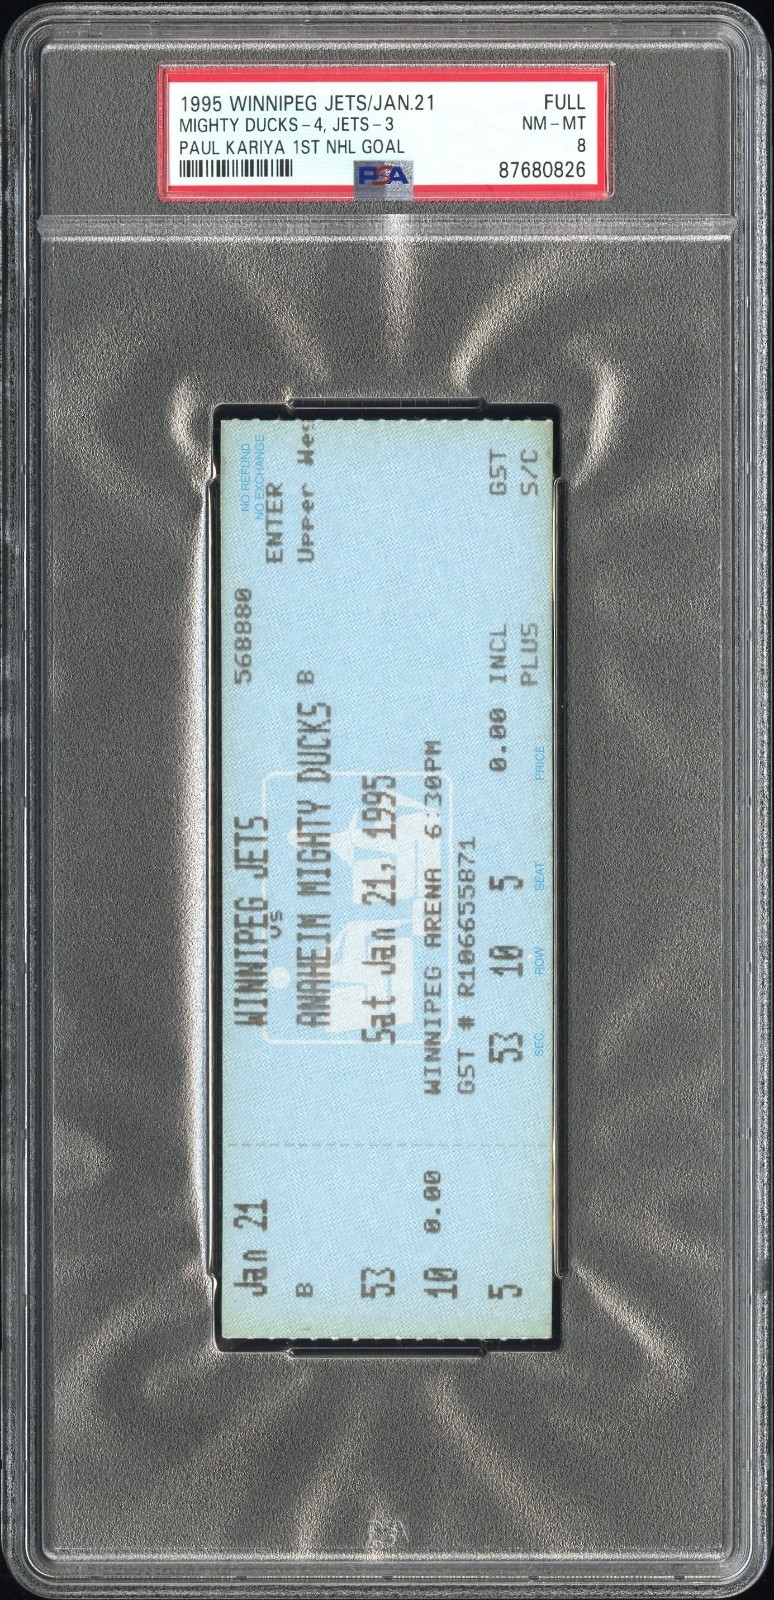 1995 WINNIPEG JETS/JAN.21 FULL
MIGHTY DUCKS-4, JETS-3 NM-MT
PAUL KARIYA 1ST NHL GOAL 8
PSA 87680826
NO REFUND
NO EXCHANGE
568880
ENTER
Upper Wes
WINNIPEG JETS
vs
ANAHEIM MIGHTY DUCKS B
Sat Jan 21, 1995
WINNIPEG ARENA 6:30PM
GST # R106655871
53 10 5 0.00 INCL GST
SEC. ROW SEAT PRICE PLUS S/C
Jan 21
B
53
10 0.00
5
PSA